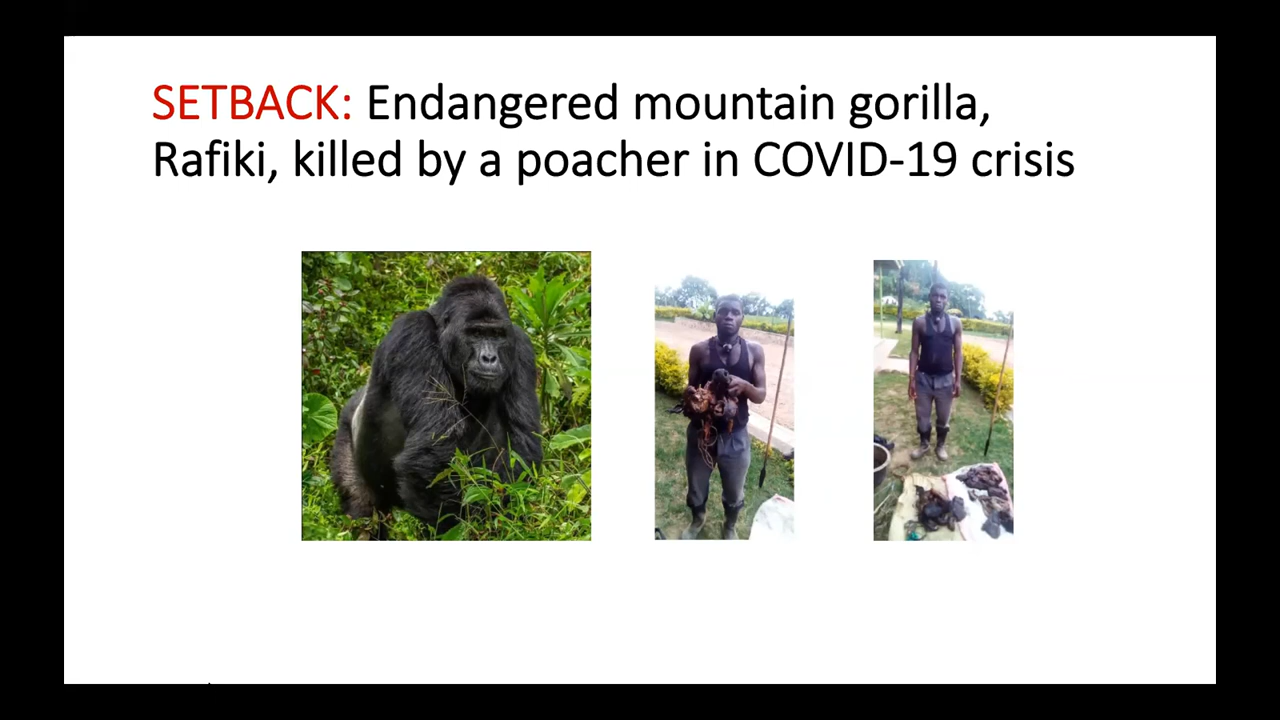 SETBACK: Endangered mountain gorilla,
Rafiki, killed by a poacher in COVID-19 crisis